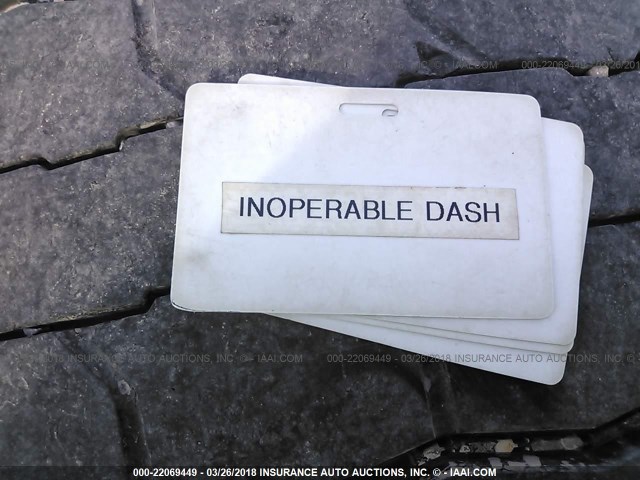 INOPERABLE DASH
000-22069449 - 03/26/2018 INSURANCE AUTO AUCTIONS, INC. © - IAAI.COM